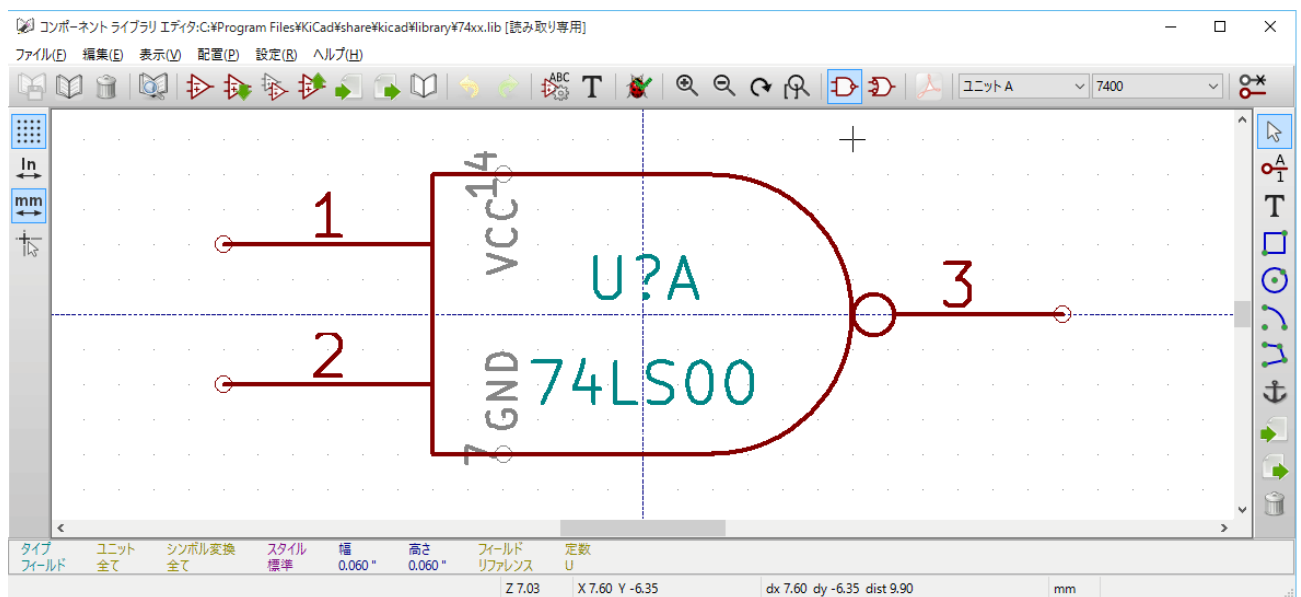 コンポーネント ライブラリ エディタ:C:¥Program Files¥KiCad¥share¥kicad¥library¥74xx.lib [読み取り専用]
ファイル(F) 編集(E) 表示(V) 配置(P) 設定(R) ヘルプ(H)
ABC T ユニット A 7400
In
mm
A
1
T
14
VCC
1
U?A
3
2
GND
74LS00
7
タイプ ユニット シンボル変換 スタイル 幅 高さ フィールド 定数
フィールド 全て 全て 標準 0.060 " 0.060 " リファレンス U
Z 7.03 X 7.60 Y -6.35 dx 7.60 dy -6.35 dist 9.90 mm